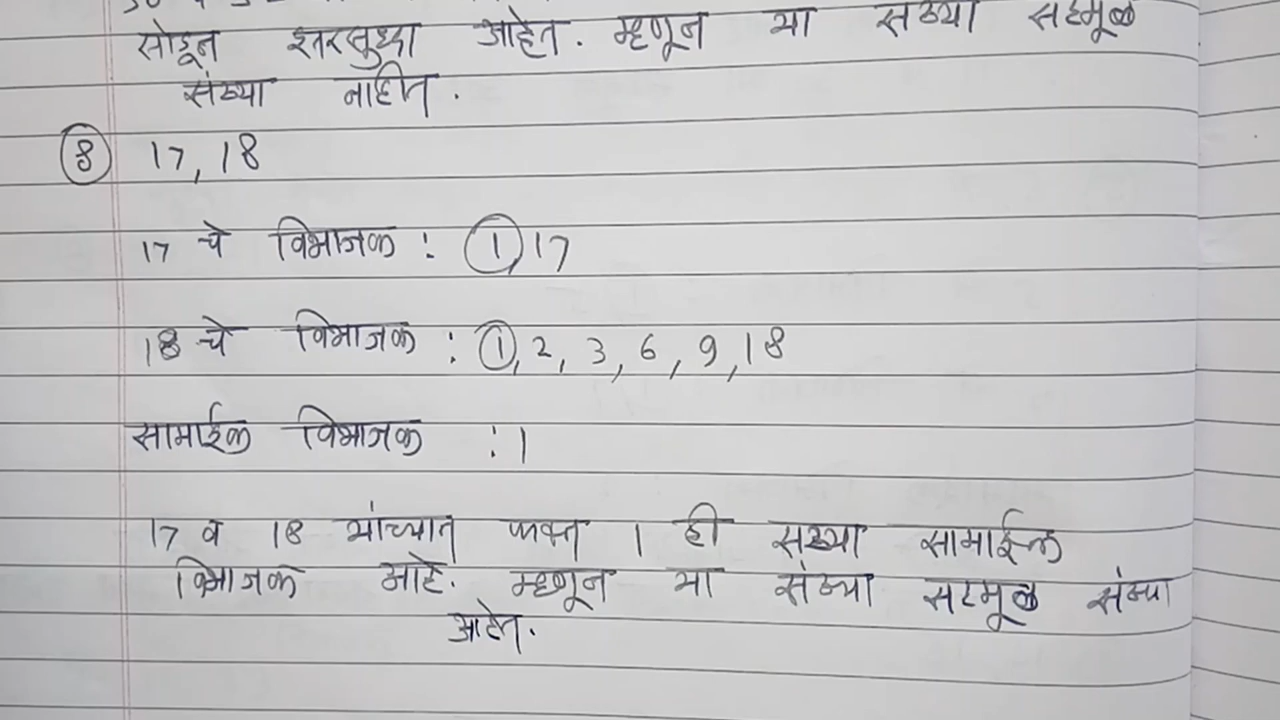 सोडून इतरसुध्दा आहेत. म्हणून या संख्या सहमूळ
संख्या नाहीत.
8 17, 18
17 चे विभाजक : 1, 17
18 चे विभाजक : 1, 2, 3, 6, 9, 18
सामाईक विभाजक : 1
17 व 18 यांच्यात फक्त 1 ही संख्या सामाईक
विभाजक आहे. म्हणून या संख्या सहमूळ संख्या
आहेत.